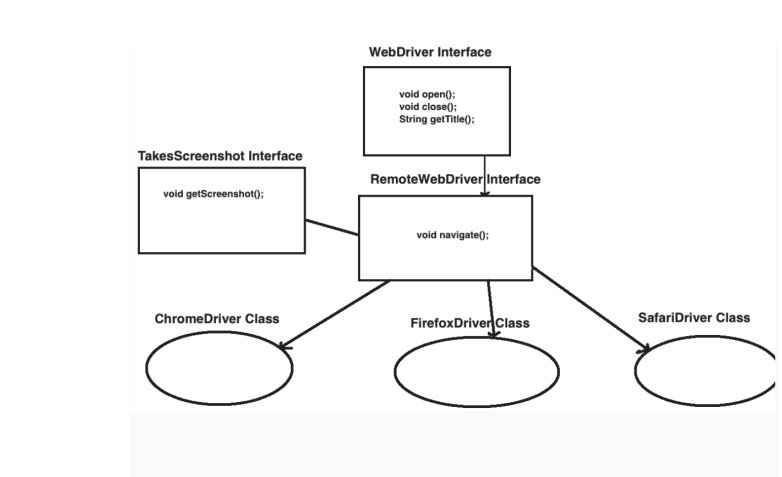 WebDriver Interface
void open();
void close();
String getTitle();
TakesScreenshot Interface
void getScreenshot();
RemoteWebDriver Interface
void navigate();
ChromeDriver Class
FirefoxDriver Class
SafariDriver Class